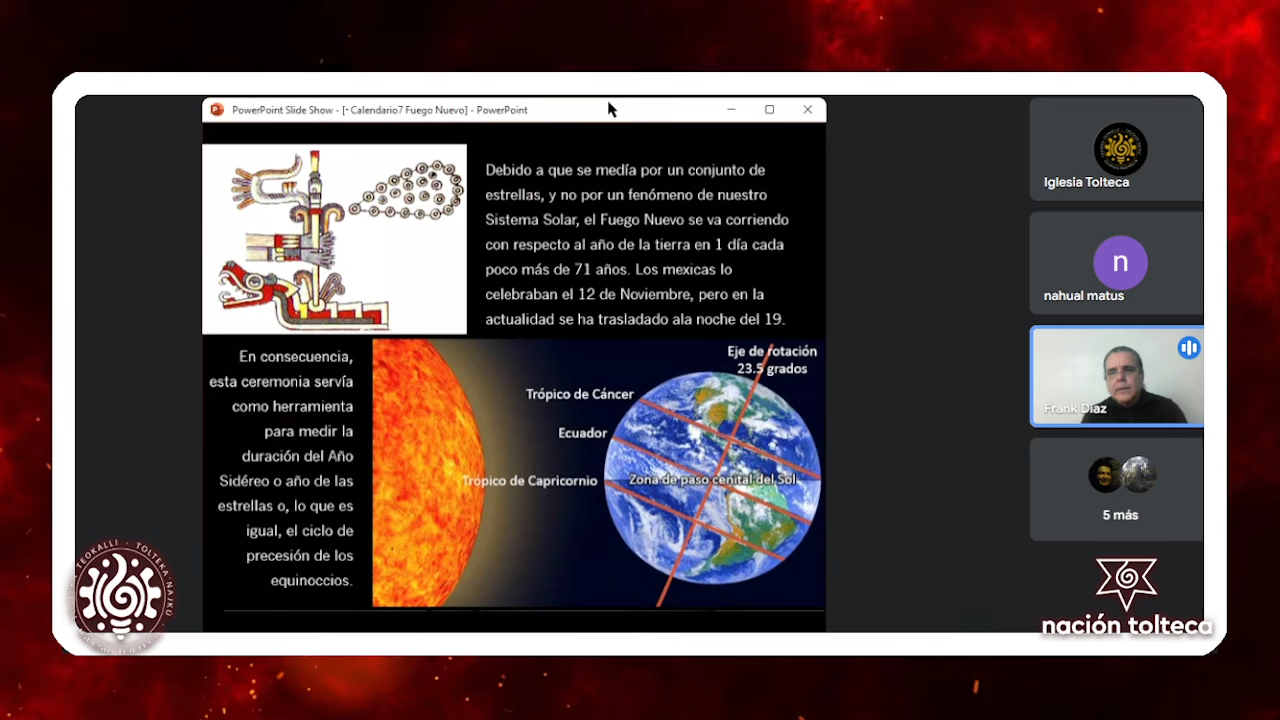 PowerPoint Slide Show - [· Calendario7 Fuego Nuevo] - PowerPoint
Debido a que se medía por un conjunto de
estrellas, y no por un fenómeno de nuestro
Sistema Solar, el Fuego Nuevo se va corriendo
con respecto al año de la tierra en 1 día cada
poco más de 71 años. Los mexicas lo
celebraban el 12 de Noviembre, pero en la
actualidad se ha trasladado ala noche del 19.
En consecuencia,
esta ceremonia servía
como herramienta
para medir la
duración del Año
Sidéreo o año de las
estrellas o, lo que es
igual, el ciclo de
precesión de los
equinoccios.
Eje de rotación
23.5 grados
Trópico de Cáncer
Ecuador
Trópico de Capricornio
Zona de paso cenital del Sol
Iglesia Tolteca
n
nahual matus
Frank Díaz
5 más
TEOKALLI · TOLTEKA
nación tolteca